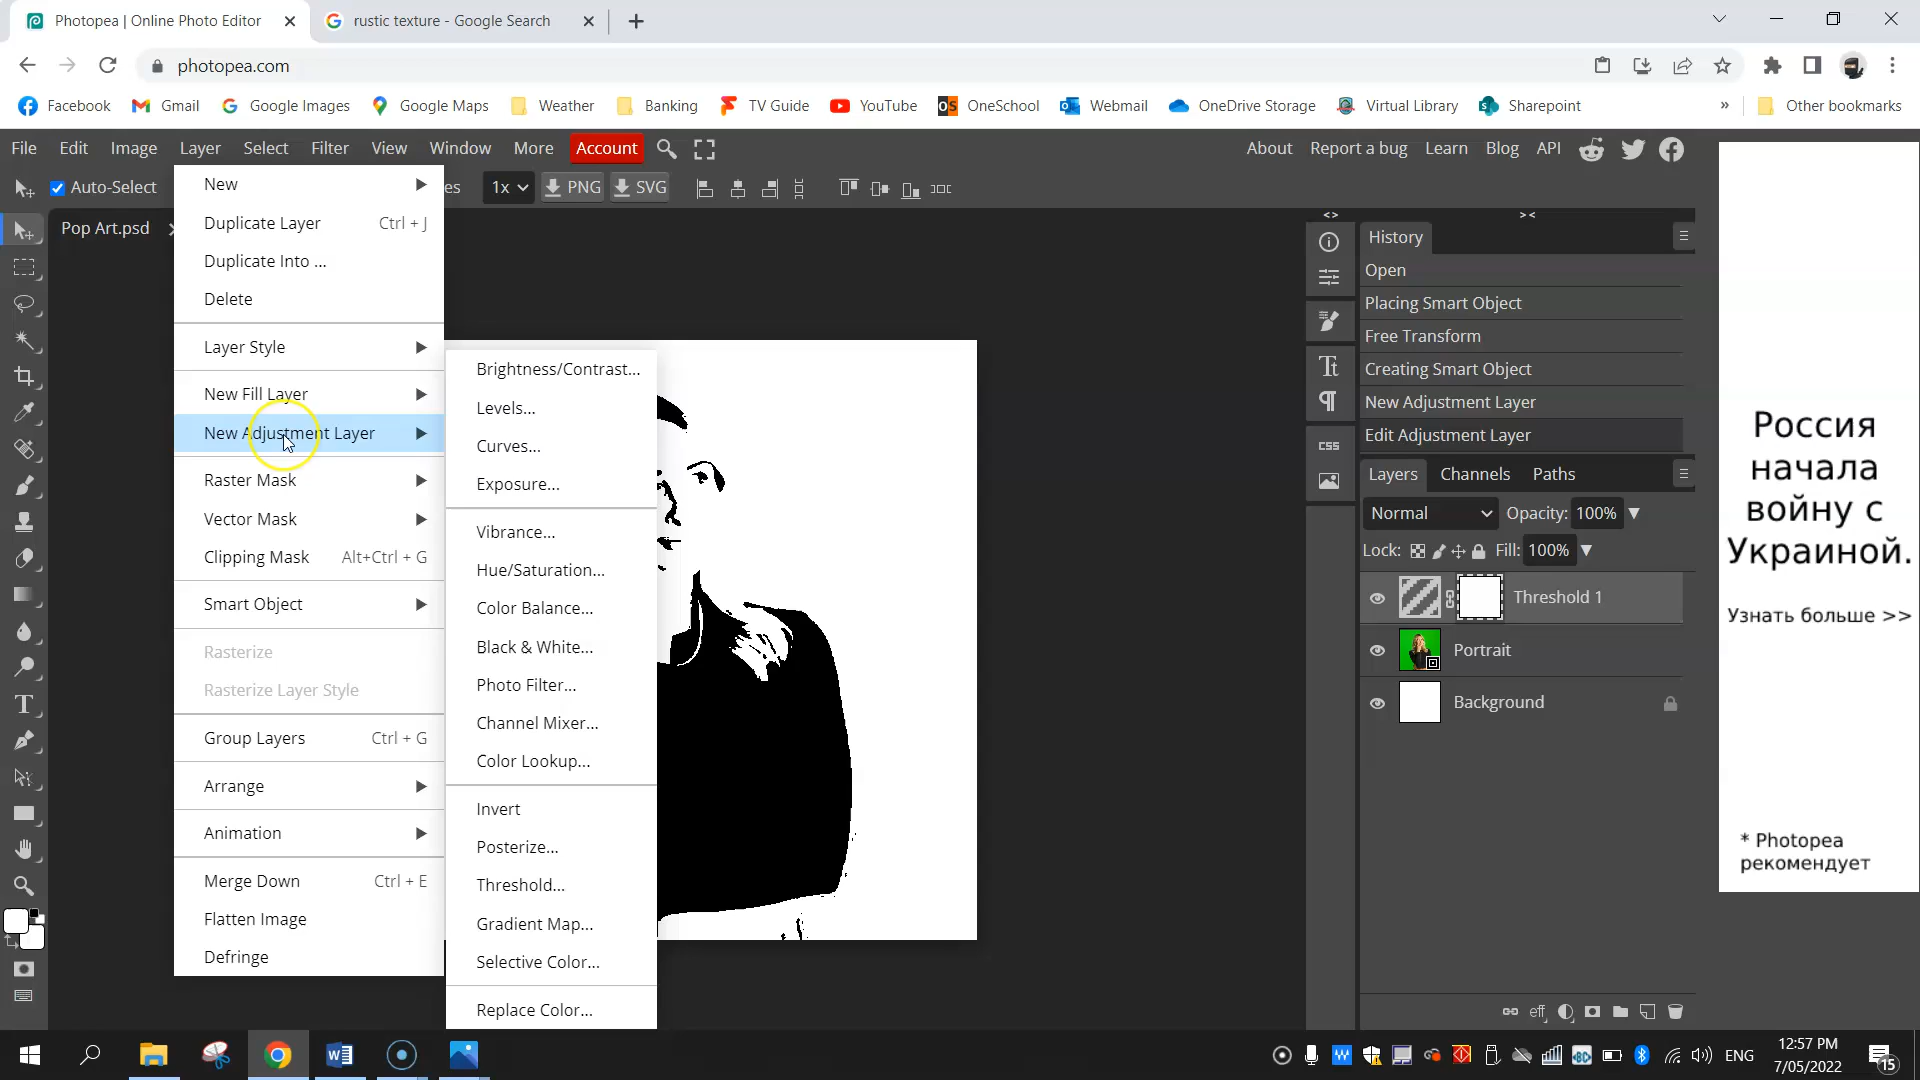 Photopea | Online Photo Editor
rustic texture - Google Search
photopea.com
Facebook
Gmail
Google Images
Google Maps
Weather
Banking
TV Guide
YouTube
OneSchool
Webmail
OneDrive Storage
Virtual Library
Sharepoint
»
Other bookmarks
File
Edit
Image
Layer
Select
Filter
View
Window
More
Account
About
Report a bug
Learn
Blog
API
Auto-Select
es
1x
PNG
SVG
Pop Art.psd
New
Duplicate Layer Ctrl + J
Duplicate Into ...
Delete
Layer Style
New Fill Layer
New Adjustment Layer
Raster Mask
Vector Mask
Clipping Mask Alt+Ctrl + G
Smart Object
Rasterize
Rasterize Layer Style
Group Layers Ctrl + G
Arrange
Animation
Merge Down Ctrl + E
Flatten Image
Defringe
Brightness/Contrast...
Levels...
Curves...
Exposure...
Vibrance...
Hue/Saturation...
Color Balance...
Black & White...
Photo Filter...
Channel Mixer...
Color Lookup...
Invert
Posterize...
Threshold...
Gradient Map...
Selective Color...
Replace Color...
< >
> <
CSS
History
Open
Placing Smart Object
Free Transform
Creating Smart Object
New Adjustment Layer
Edit Adjustment Layer
Layers
Channels
Paths
Normal
Opacity: 100%
Lock:
Fill: 100%
Threshold 1
Portrait
Background
eff
Россия
начала
войну с
Украиной.
Узнать больше >>
* Photopea
рекомендует
ENG
12:57 PM
7/05/2022
15